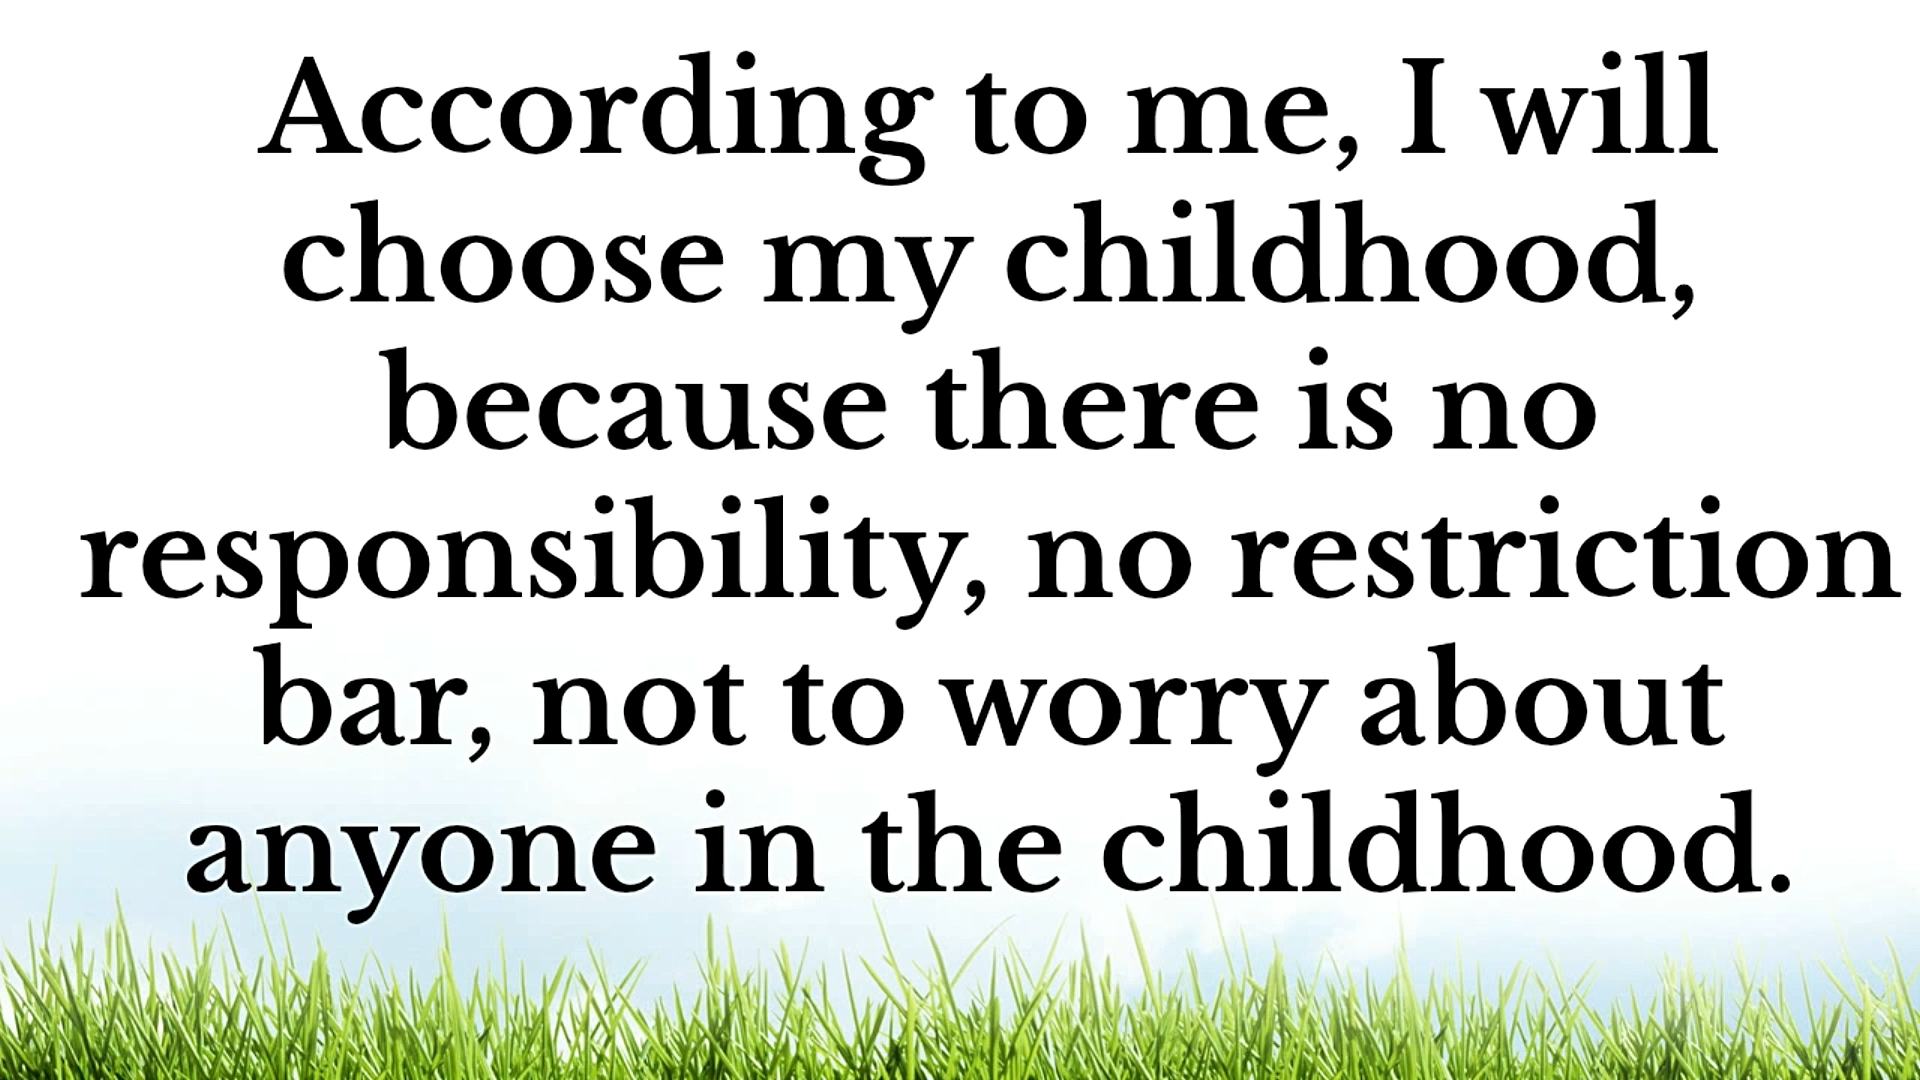 According to me, I will
choose my childhood,
because there is no
responsibility, no restriction
bar, not to worry about
anyone in the childhood.